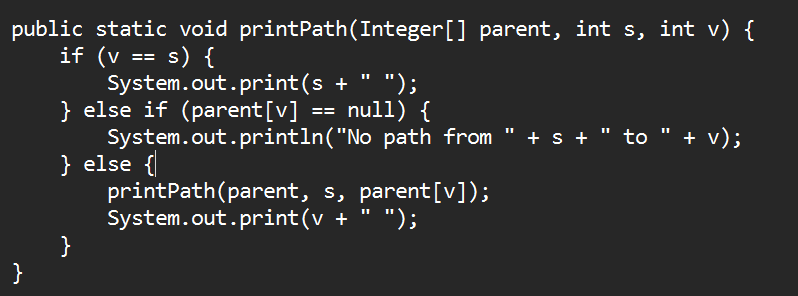 public static void printPath(Integer[] parent, int s, int v) {
    if (v == s) {
        System.out.print(s + " ");
    } else if (parent[v] == null) {
        System.out.println("No path from " + s + " to " + v);
    } else {
        printPath(parent, s, parent[v]);
        System.out.print(v + " ");
    }
}